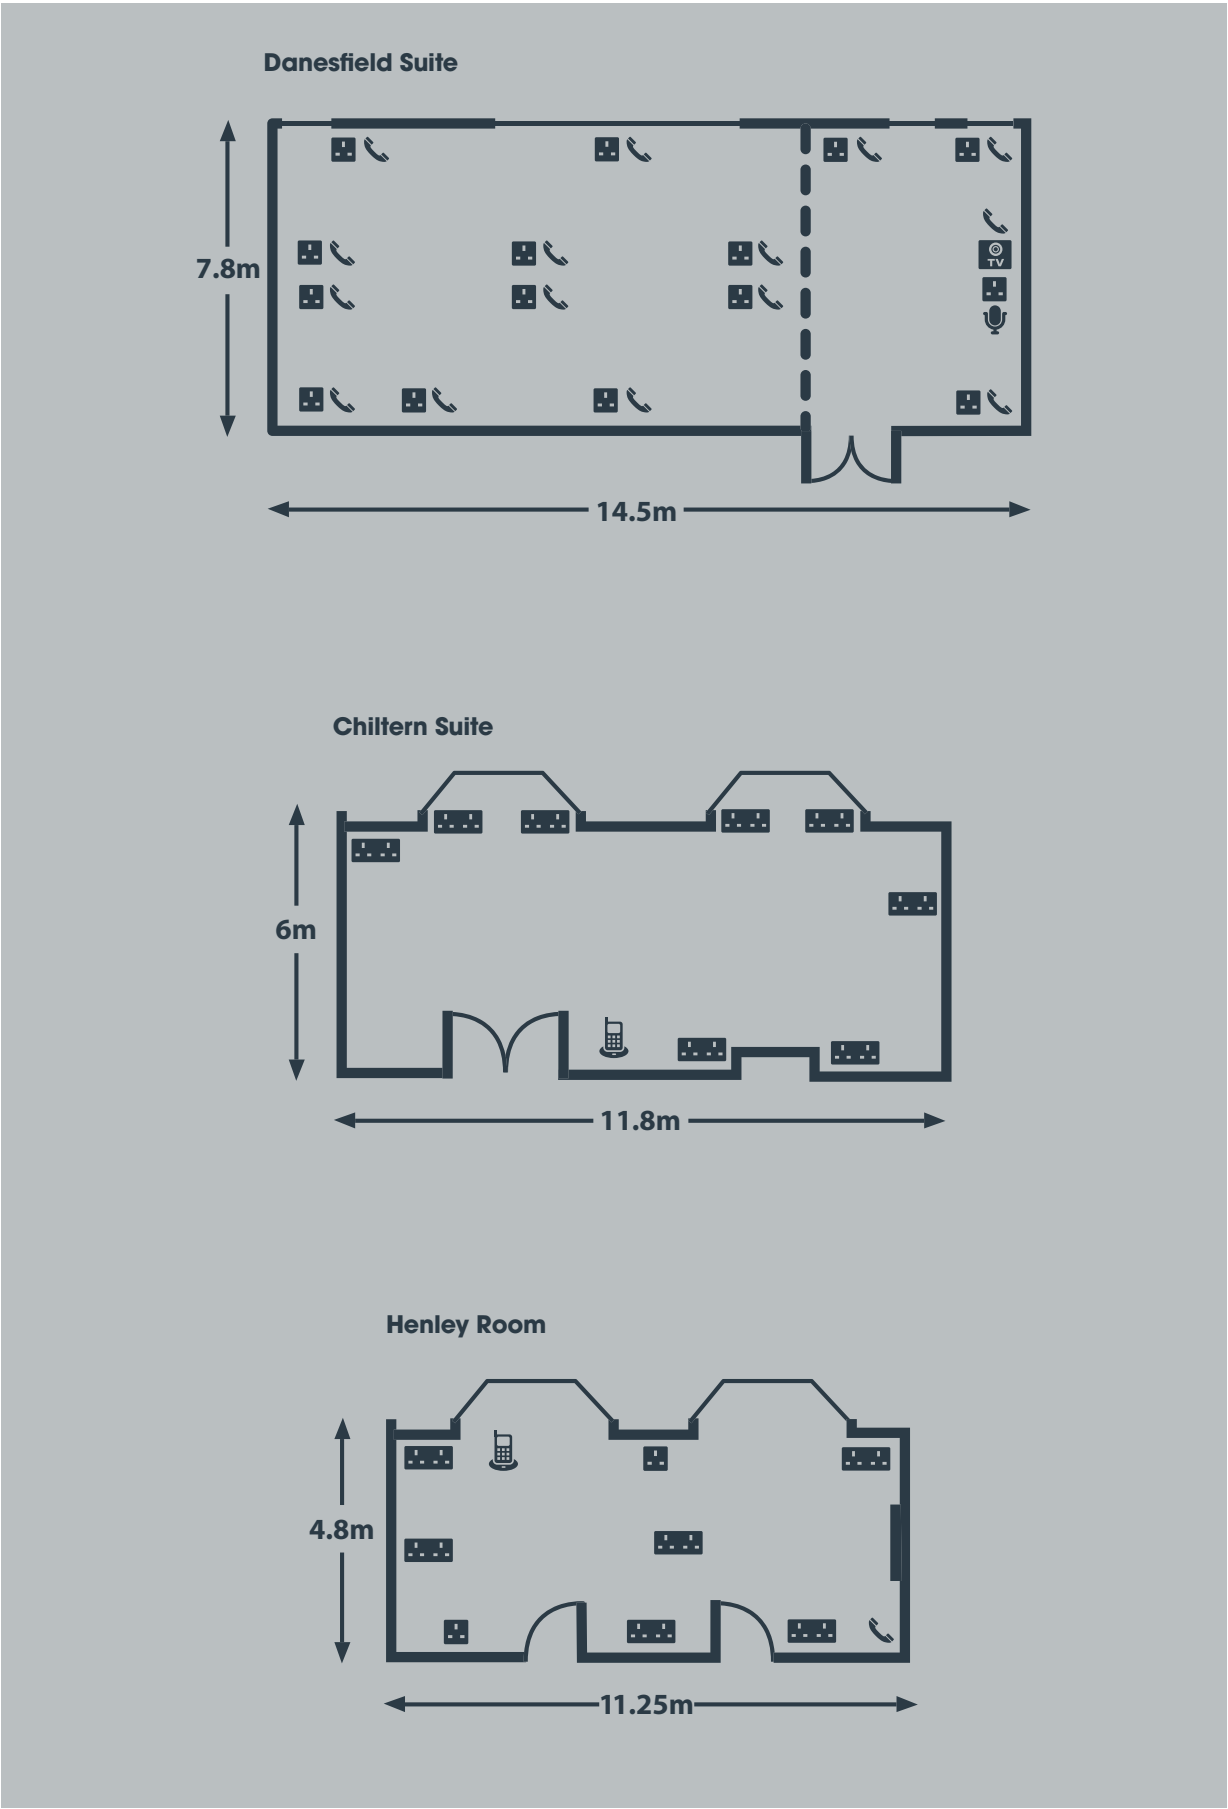 Danesfield Suite
7.8m
TV
14.5m
Chiltern Suite
6m
11.8m
Henley Room
4.8m
11.25m